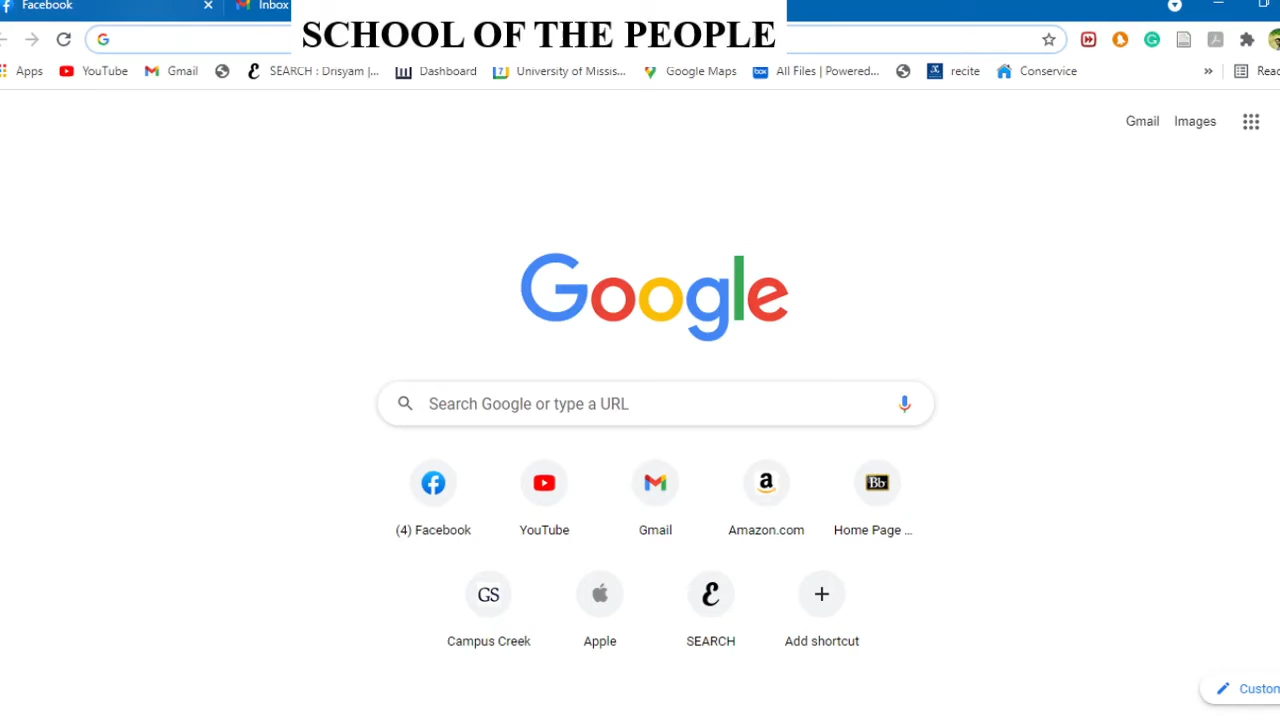 Facebook
Inbox
SCHOOL OF THE PEOPLE
Apps YouTube Gmail SEARCH : Drisyam |... Dashboard University of Missis... Google Maps All Files | Powered... recite Conservice » Reac
Gmail Images
Google
Search Google or type a URL
(4) Facebook YouTube Gmail Amazon.com Home Page ...
Campus Creek Apple SEARCH Add shortcut
Custom